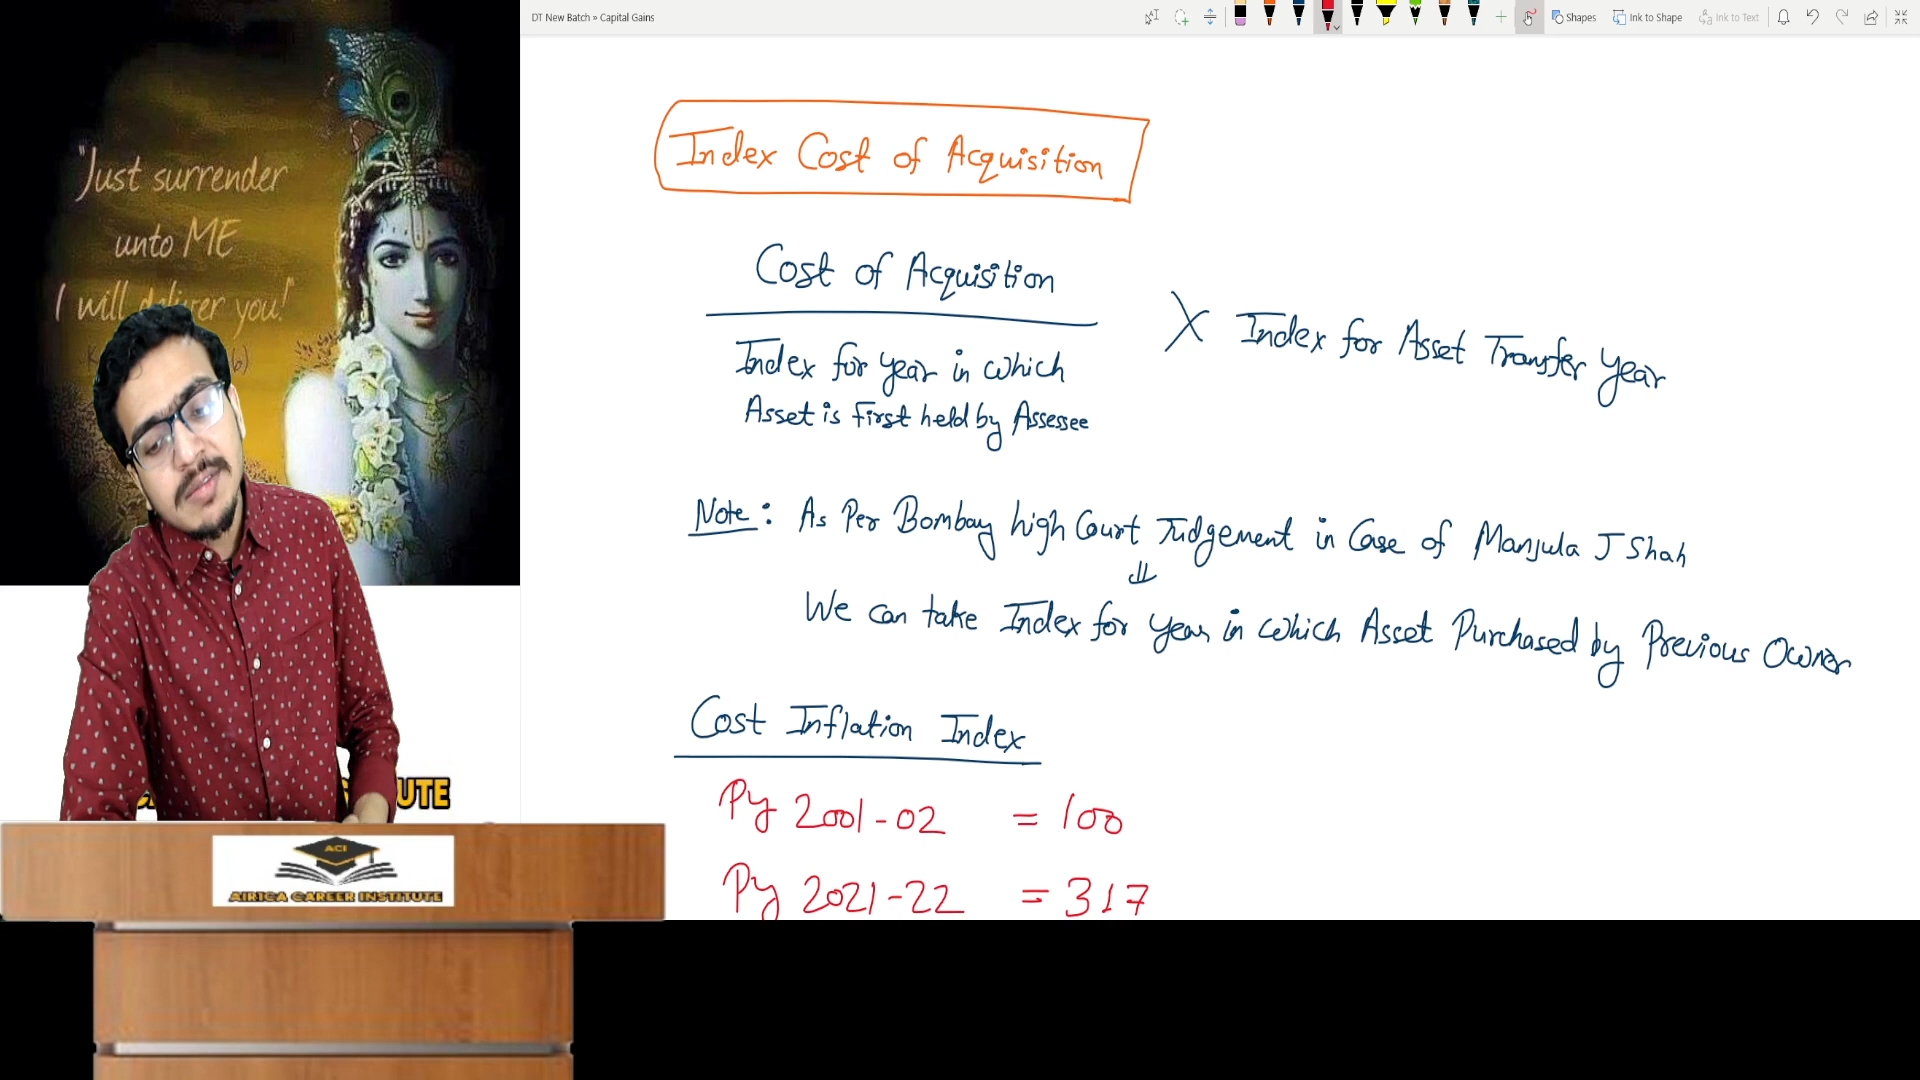 DT New Batch » Capital Gains
Shapes
Ink to Shape
Ink to Text
"Just surrender
unto ME
I will deliver you!"
Index Cost of Acquisition
Cost of Acquisition
Index for year in which
Asset is first held by Assessee
X Index for Asset Transfer year
Note : As Per Bombay high Court Judgement in Case of Manjula J Shah
We can take Index for year in which Asset Purchased by Previous Owner
Cost Inflation Index
Py 2001-02 = 100
Py 2021-22 = 317
UTE
ACI
AIRICA CAREER INSTITUTE